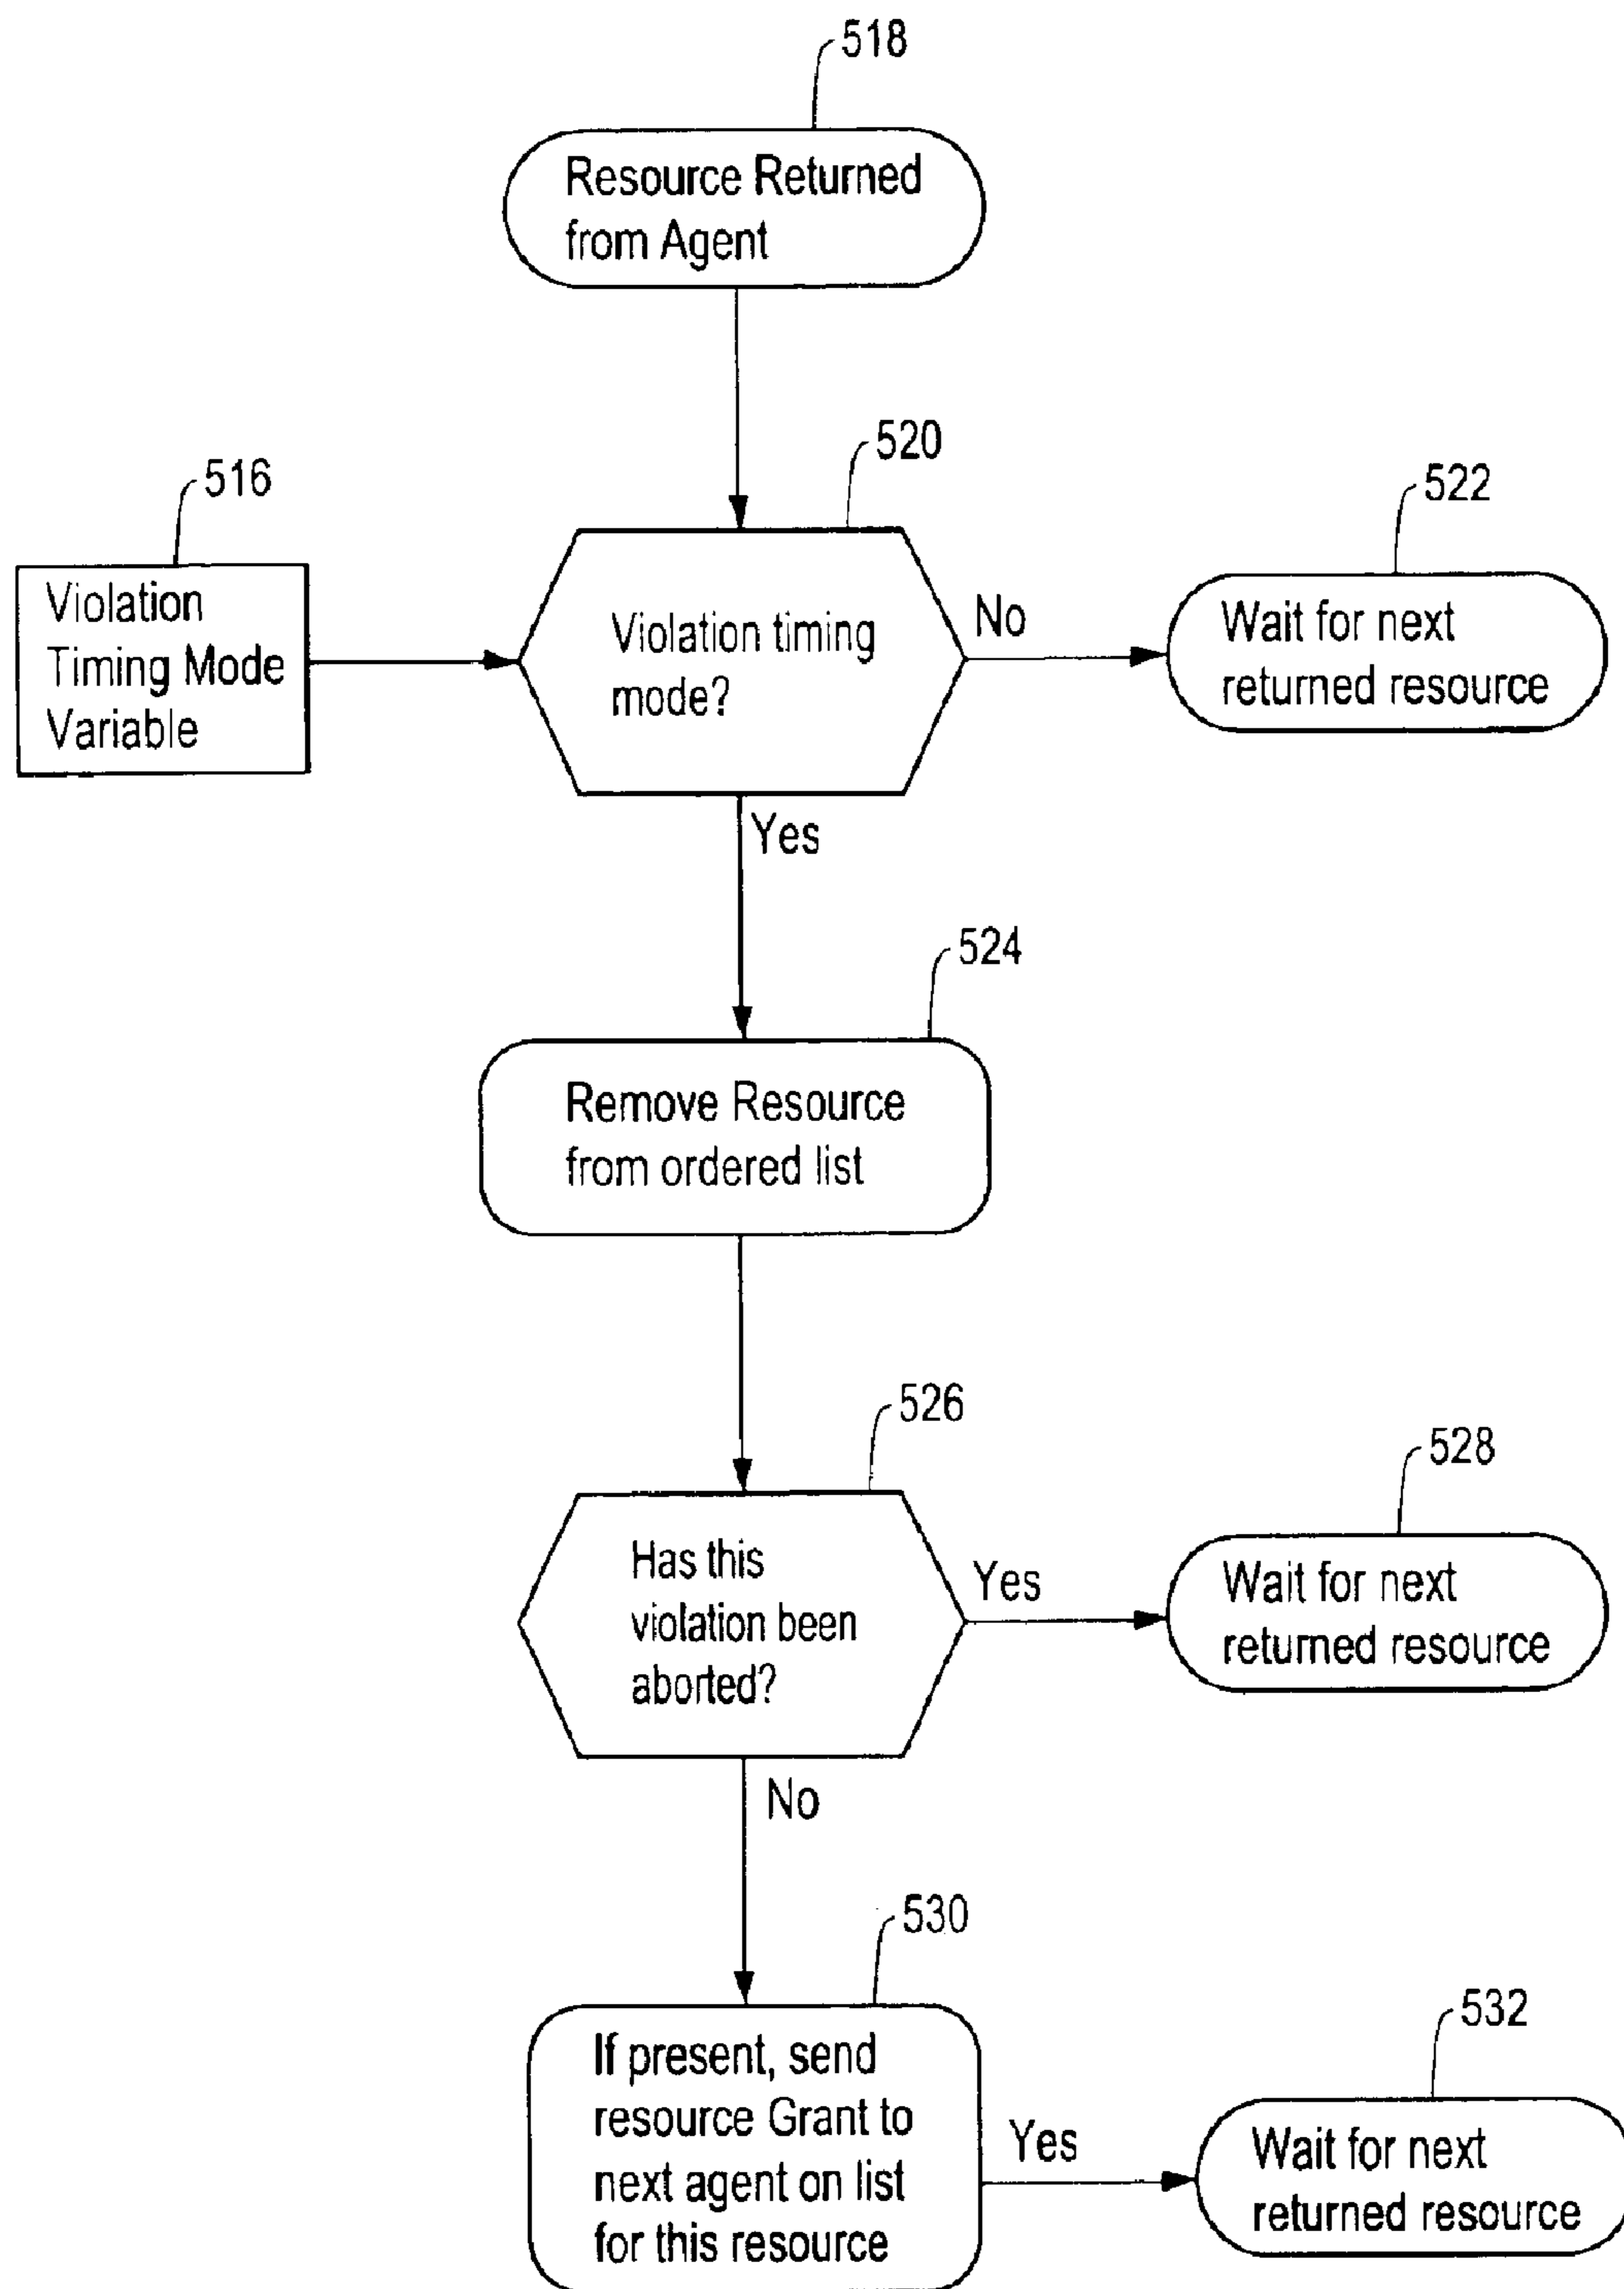 518
Resource Returned
from Agent
520
516
522
Violation
Timing Mode
Variable
Violation timing
mode?
No
Wait for next
returned resource
Yes
524
Remove Resource
from ordered list
526
528
Has this
violation been
aborted?
Yes
Wait for next
returned resource
No
530
532
If present, send
resource Grant to
next agent on list
for this resource
Yes
Wait for next
returned resource